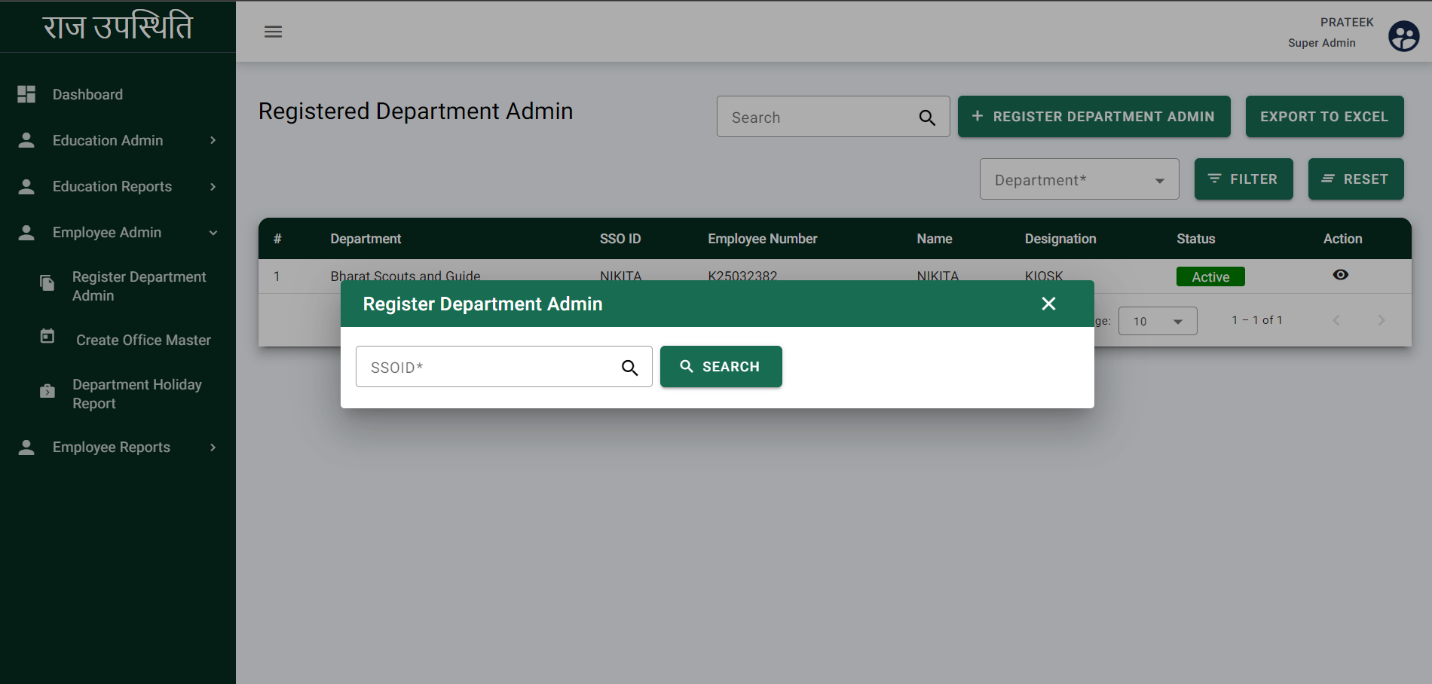 राज उपस्थिति
PRATEEK
Super Admin
Dashboard
Education Admin
Education Reports
Employee Admin
Register Department
Admin
Create Office Master
Department Holiday
Report
Employee Reports
Registered Department Admin
Search
+ REGISTER DEPARTMENT ADMIN
EXPORT TO EXCEL
Department*
FILTER
RESET
# Department SSO ID Employee Number Name Designation Status Action
1 Bharat Scouts and Guide NIKITA K25032382 NIKITA KIOSK Active
ge: 10 1 – 1 of 1
Register Department Admin
SSOID*
SEARCH